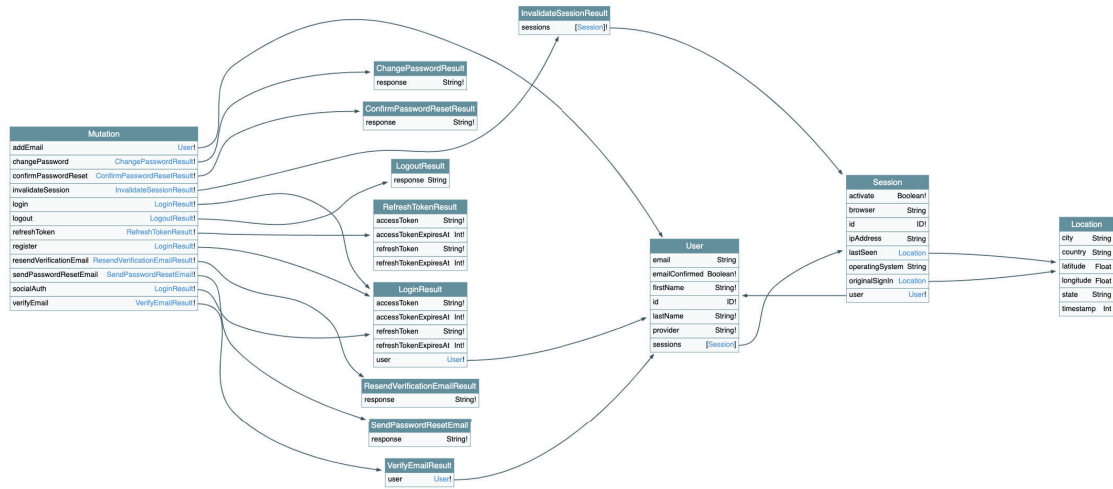 InvalidateSessionResult
sessions [Session]!
ChangePasswordResult
response String!
ConfirmPasswordResetResult
response String!
Mutation
addEmail User!
changePassword ChangePasswordResult!
confirmPasswordReset ConfirmPasswordResetResult!
invalidateSession InvalidateSessionResult!
login LoginResult!
logout LogoutResult!
refreshToken RefreshTokenResult!
register LoginResult!
resendVerificationEmail ResendVerificationEmailResult!
sendPasswordResetEmail SendPasswordResetEmail!
socialAuth LoginResult!
verifyEmail VerifyEmailResult!
LogoutResult
response String
RefreshTokenResult
accessToken String!
accessTokenExpiresAt Int!
refreshToken String!
refreshTokenExpiresAt Int!
LoginResult
accessToken String!
accessTokenExpiresAt Int!
refreshToken String!
refreshTokenExpiresAt Int!
user User!
ResendVerificationEmailResult
response String!
SendPasswordResetEmail
response String!
VerifyEmailResult
user User!
User
email String
emailConfirmed Boolean!
firstName String!
id ID!
lastName String!
provider String!
sessions [Session]
Session
activate Boolean!
browser String
id ID!
ipAddress String
lastSeen Location
operatingSystem String
originalSignIn Location
user User!
Location
city String
country String
latitude Float
longitude Float
state String
timestamp Int